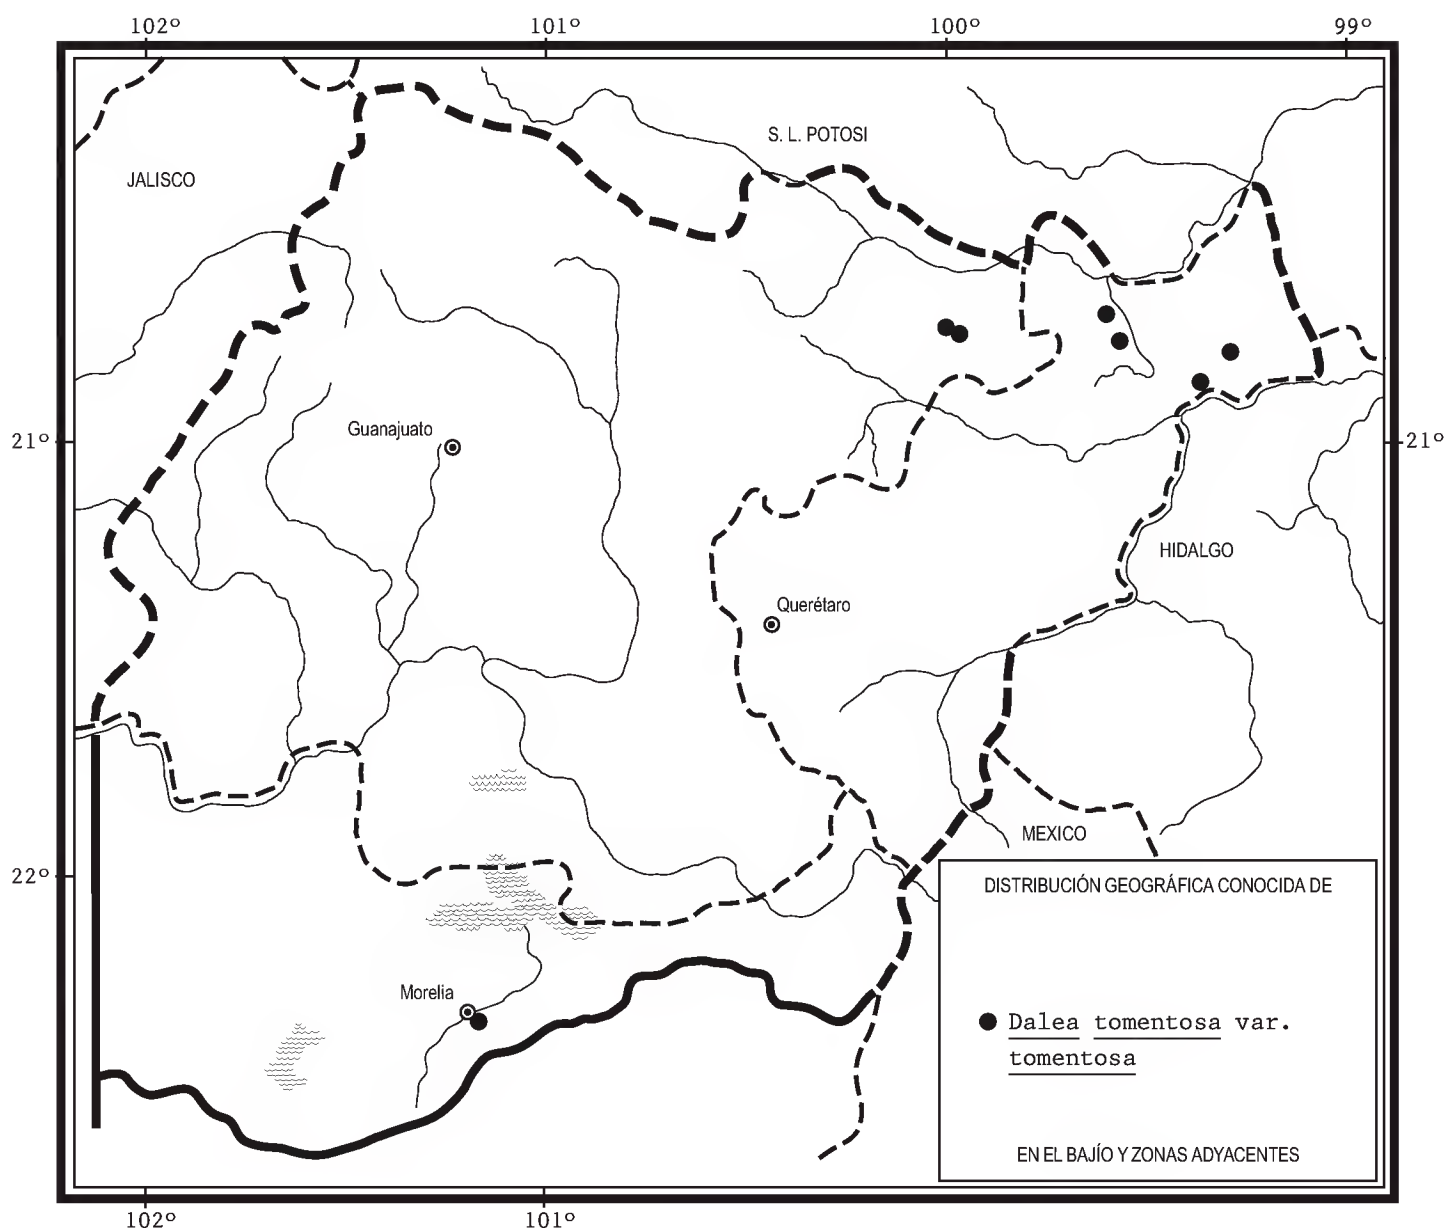 102º 101º 100º 99º
S. L. POTOSI
JALISCO
Guanajuato
21º 21º
HIDALGO
Querétaro
MEXICO
22º
DISTRIBUCIÓN GEOGRÁFICA CONOCIDA DE
Morelia
Dalea tomentosa var.
tomentosa
EN EL BAJÍO Y ZONAS ADYACENTES
102º 101º